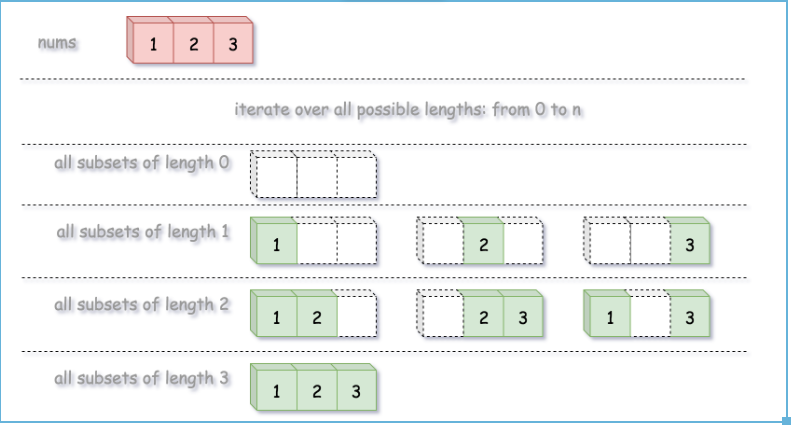 nums 1 2 3
iterate over all possible lengths: from 0 to n
all subsets of length 0
all subsets of length 1 1 2 3
all subsets of length 2 1 2 2 3 1 3
all subsets of length 3 1 2 3